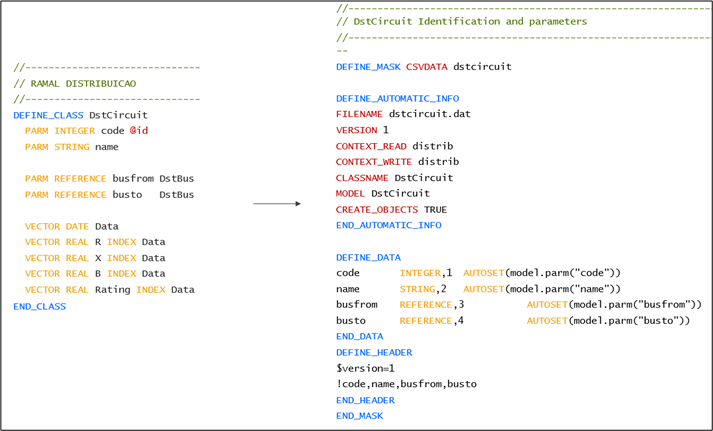 //-----------------------------
// RAMAL DISTRIBUICAO
//-----------------------------
DEFINE_CLASS DstCircuit
PARM INTEGER code @id
PARM STRING name
PARM REFERENCE busfrom DstBus
PARM REFERENCE busto DstBus
VECTOR DATE Data
VECTOR REAL R INDEX Data
VECTOR REAL X INDEX Data
VECTOR REAL B INDEX Data
VECTOR REAL Rating INDEX Data
END_CLASS
//------------------------------------------------------------
// DstCircuit Identification and parameters
//------------------------------------------------------------
--
DEFINE_MASK CSVDATA dstcircuit
DEFINE_AUTOMATIC_INFO
FILENAME dstcircuit.dat
VERSION 1
CONTEXT_READ distrib
CONTEXT_WRITE distrib
CLASSNAME DstCircuit
MODEL DstCircuit
CREATE_OBJECTS TRUE
END_AUTOMATIC_INFO
DEFINE_DATA
code INTEGER,1 AUTOSET(model.parm("code"))
name STRING,2 AUTOSET(model.parm("name"))
busfrom REFERENCE,3 AUTOSET(model.parm("busfrom"))
busto REFERENCE,4 AUTOSET(model.parm("busto"))
END_DATA
DEFINE_HEADER
$version=1
!code,name,busfrom,busto
END_HEADER
END_MASK